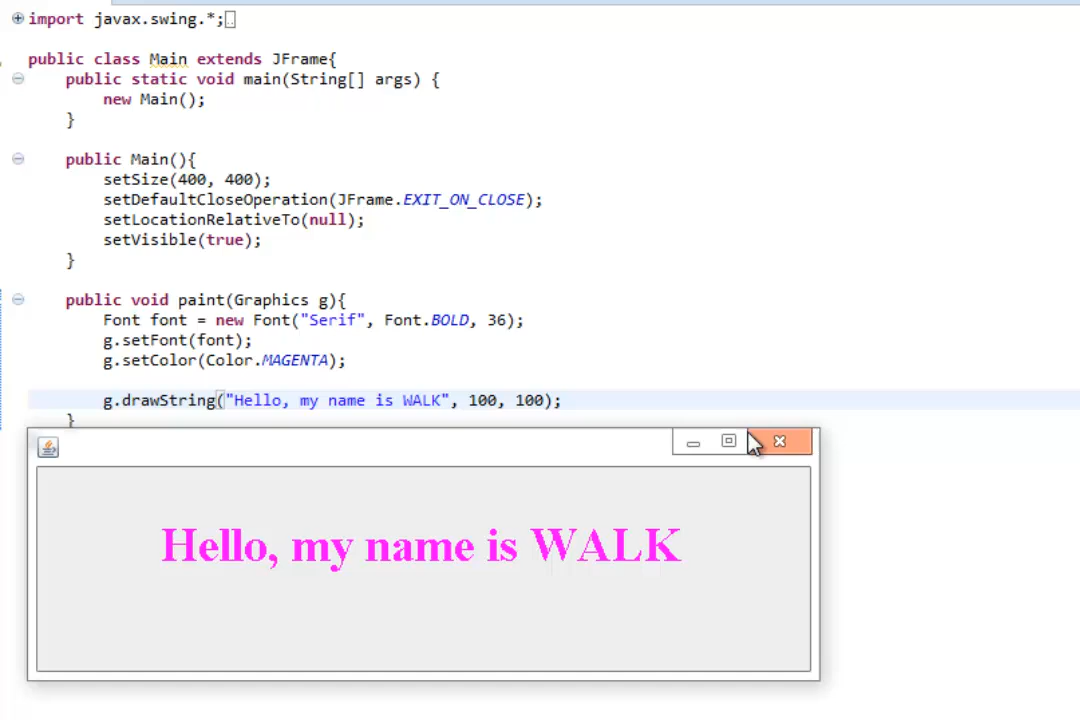 import javax.swing.*;
public class Main extends JFrame{
public static void main(String[] args) {
new Main();
}
public Main(){
setSize(400, 400);
setDefaultCloseOperation(JFrame.EXIT_ON_CLOSE);
setLocationRelativeTo(null);
setVisible(true);
}
public void paint(Graphics g){
Font font = new Font("Serif", Font.BOLD, 36);
g.setFont(font);
g.setColor(Color.MAGENTA);
g.drawString("Hello, my name is WALK", 100, 100);
}
Hello, my name is WALK